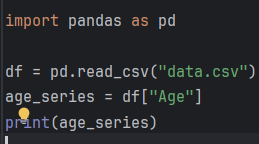 import pandas as pd
df = pd.read_csv("data.csv")
age_series = df["Age"]
print(age_series)